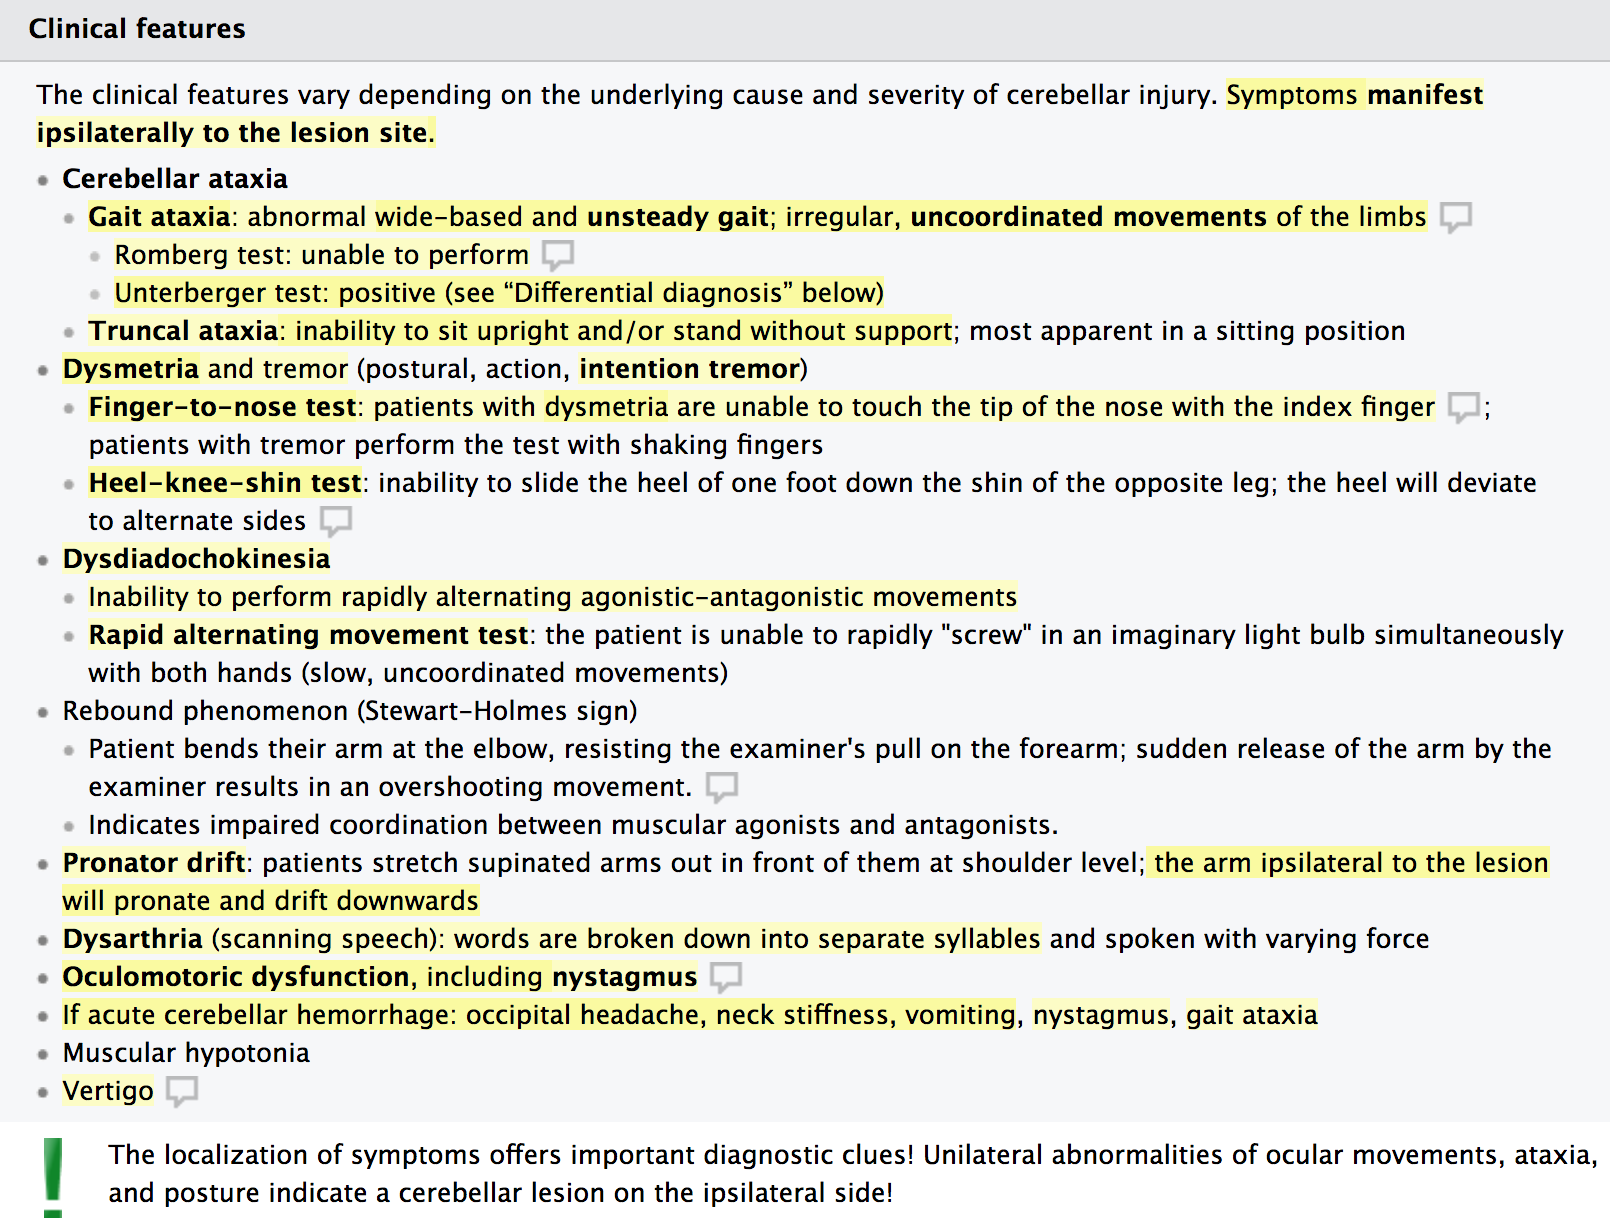 Clinical features
The clinical features vary depending on the underlying cause and severity of cerebellar injury. Symptoms manifest
ipsilaterally to the lesion site.
Cerebellar ataxia
Gait ataxia: abnormal wide-based and unsteady gait; irregular, uncoordinated movements of the limbs
Romberg test: unable to perform
Unterberger test: positive (see “Differential diagnosis” below)
Truncal ataxia: inability to sit upright and/or stand without support; most apparent in a sitting position
Dysmetria and tremor (postural, action, intention tremor)
Finger-to-nose test: patients with dysmetria are unable to touch the tip of the nose with the index finger ;
patients with tremor perform the test with shaking fingers
Heel-knee-shin test: inability to slide the heel of one foot down the shin of the opposite leg; the heel will deviate
to alternate sides
Dysdiadochokinesia
Inability to perform rapidly alternating agonistic-antagonistic movements
Rapid alternating movement test: the patient is unable to rapidly "screw" in an imaginary light bulb simultaneously
with both hands (slow, uncoordinated movements)
Rebound phenomenon (Stewart-Holmes sign)
Patient bends their arm at the elbow, resisting the examiner's pull on the forearm; sudden release of the arm by the
examiner results in an overshooting movement.
Indicates impaired coordination between muscular agonists and antagonists.
Pronator drift: patients stretch supinated arms out in front of them at shoulder level; the arm ipsilateral to the lesion
will pronate and drift downwards
Dysarthria (scanning speech): words are broken down into separate syllables and spoken with varying force
Oculomotoric dysfunction, including nystagmus
If acute cerebellar hemorrhage: occipital headache, neck stiffness, vomiting, nystagmus, gait ataxia
Muscular hypotonia
Vertigo
The localization of symptoms offers important diagnostic clues! Unilateral abnormalities of ocular movements, ataxia,
and posture indicate a cerebellar lesion on the ipsilateral side!